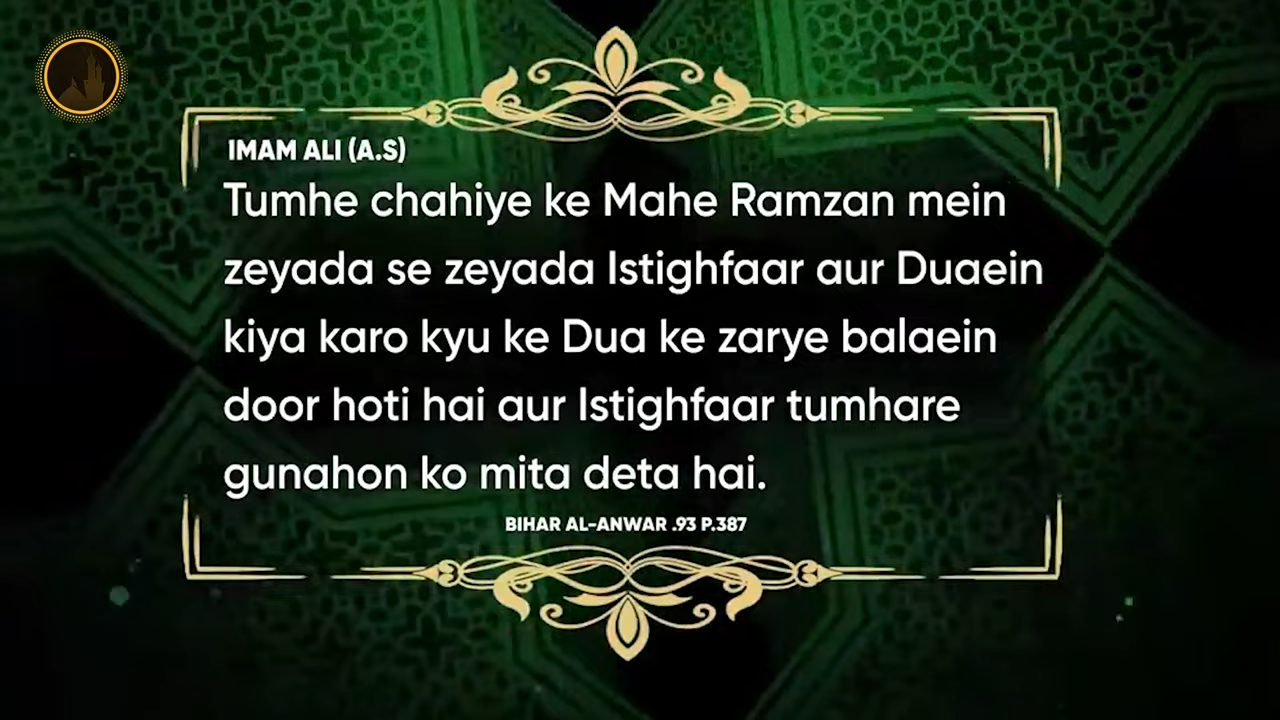 IMAM ALI (A.S)
Tumhe chahiye ke Mahe Ramzan mein
zeyada se zeyada Istighfaar aur Duaein
kiya karo kyu ke Dua ke zarye balaein
door hoti hai aur Istighfaar tumhare
gunahon ko mita deta hai.
BIHAR AL-ANWAR .93 P.387